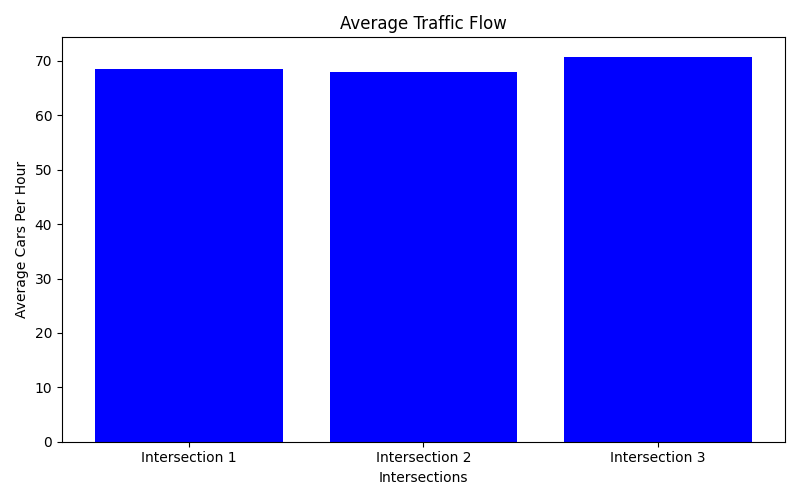 Average Traffic Flow
Average Cars Per Hour
70
60
50
40
30
20
10
0
Intersection 1 Intersection 2 Intersection 3
Intersections